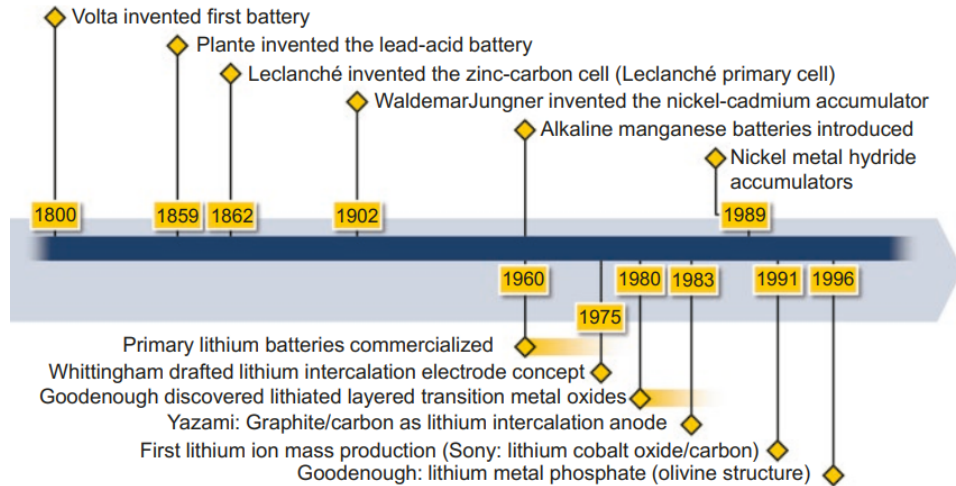 Volta invented first battery
Plante invented the lead-acid battery
Leclanché invented the zinc-carbon cell (Leclanché primary cell)
WaldemarJungner invented the nickel-cadmium accumulator
Alkaline manganese batteries introduced
Nickel metal hydride
accumulators
1800
1859
1862
1902
1989
1960
1975
1980
1983
1991
1996
Primary lithium batteries commercialized
Whittingham drafted lithium intercalation electrode concept
Goodenough discovered lithiated layered transition metal oxides
Yazami: Graphite/carbon as lithium intercalation anode
First lithium ion mass production (Sony: lithium cobalt oxide/carbon)
Goodenough: lithium metal phosphate (olivine structure)